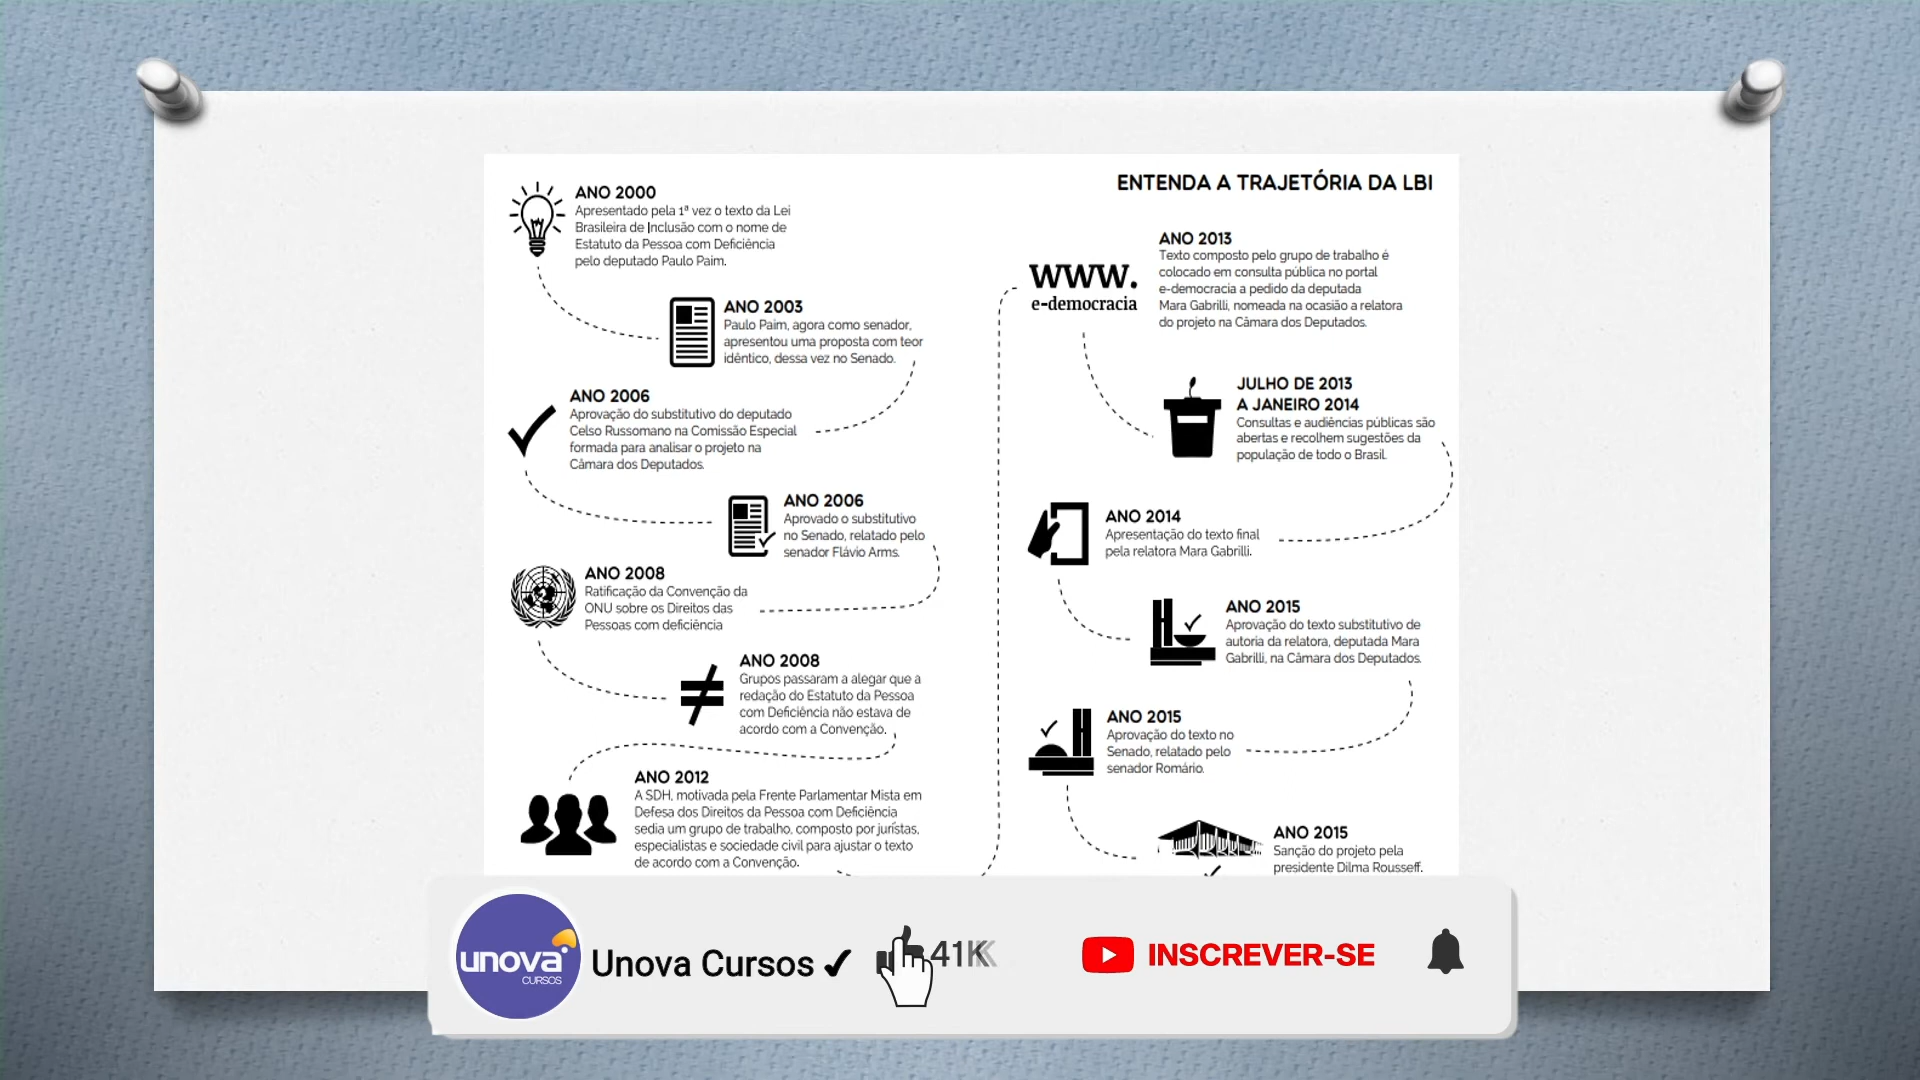 ENTENDA A TRAJETÓRIA DA LBI
ANO 2000
Apresentado pela 1ª vez o texto da Lei
Brasileira de Inclusão com o nome de
Estatuto da Pessoa com Deficiência
pelo deputado Paulo Paim.
ANO 2003
Paulo Paim, agora como senador,
apresentou uma proposta com teor
idêntico, dessa vez no Senado.
ANO 2006
Aprovação do substitutivo do deputado
Celso Russomano na Comissão Especial
formada para analisar o projeto na
Câmara dos Deputados.
ANO 2006
Aprovado o substitutivo
no Senado, relatado pelo
senador Flávio Arms.
ANO 2008
Ratificação da Convenção da
ONU sobre os Direitos das
Pessoas com deficiência
ANO 2008
Grupos passaram a alegar que a
redação do Estatuto da Pessoa
com Deficiência não estava de
acordo com a Convenção.
ANO 2012
A SDH, motivada pela Frente Parlamentar Mista em
Defesa dos Direitos da Pessoa com Deficiência
sedia um grupo de trabalho, composto por juristas,
especialistas e sociedade civil para ajustar o texto
de acordo com a Convenção.
www.
e-democracia
ANO 2013
Texto composto pelo grupo de trabalho é
colocado em consulta pública no portal
e-democracia a pedido da deputada
Mara Gabrilli, nomeada na ocasião a relatora
do projeto na Câmara dos Deputados.
JULHO DE 2013
A JANEIRO 2014
Consultas e audiências públicas são
abertas e recolhem sugestões da
população de todo o Brasil.
ANO 2014
Apresentação do texto final
pela relatora Mara Gabrilli.
ANO 2015
Aprovação do texto substitutivo de
autoria da relatora, deputada Mara
Gabrilli, na Câmara dos Deputados.
ANO 2015
Aprovação do texto no
Senado, relatado pelo
senador Romário.
ANO 2015
Sanção do projeto pela
presidente Dilma Rousseff.
unova
CURSOS
Unova Cursos
41K
INSCREVER-SE